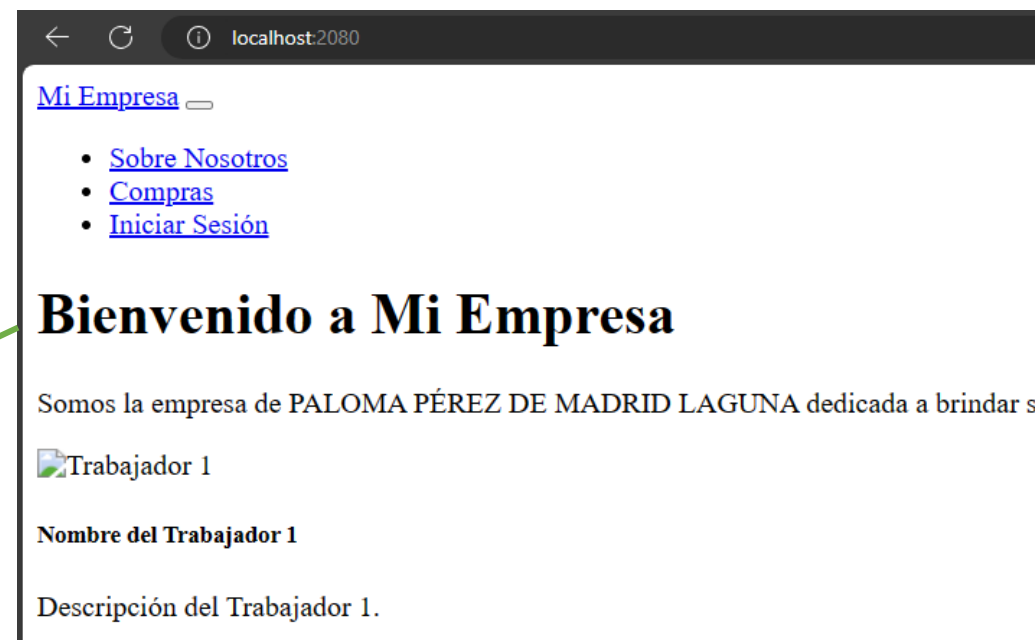 localhost:2080
Mi Empresa
Sobre Nosotros
Compras
Iniciar Sesión
Bienvenido a Mi Empresa
Somos la empresa de PALOMA PÉREZ DE MADRID LAGUNA dedicada a brindar
Trabajador 1
Nombre del Trabajador 1
Descripción del Trabajador 1.